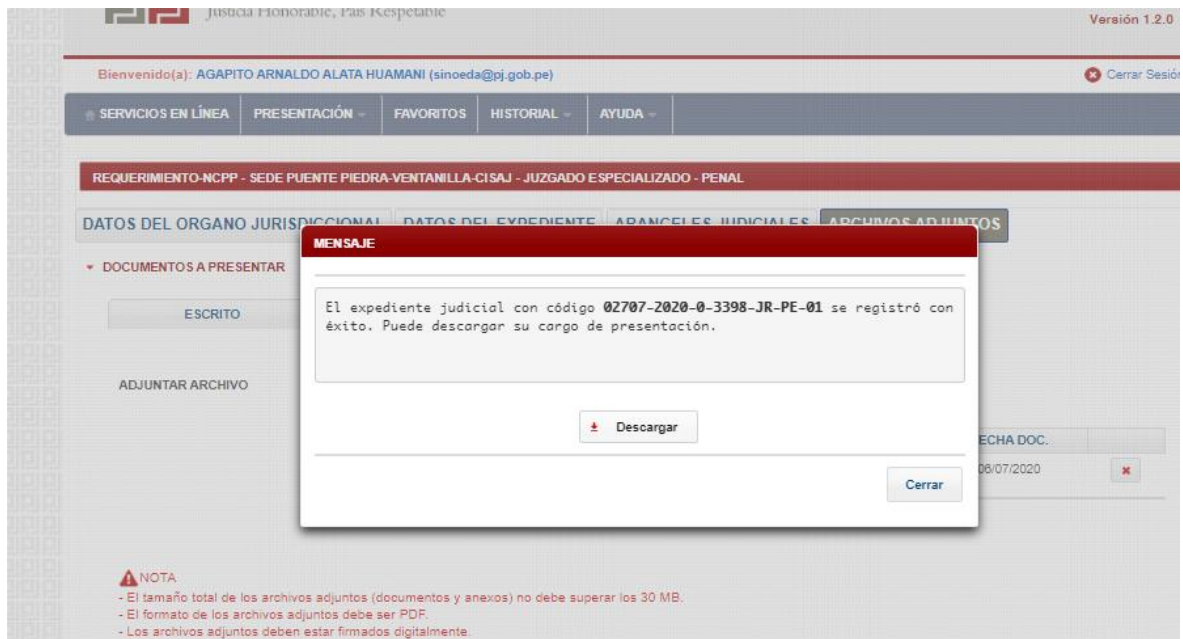 Justicia Honorable, País Respetable
Versión 1.2.0
Bienvenido(a): AGAPITO ARNALDO ALATA HUAMANI (sinoeda@pj.gob.pe)
Cerrar Sesión
SERVICIOS EN LÍNEA PRESENTACIÓN FAVORITOS HISTORIAL AYUDA
REQUERIMIENTO-NCPP - SEDE PUENTE PIEDRA-VENTANILLA-CISAJ - JUZGADO ESPECIALIZADO - PENAL
DATOS DEL ORGANO JURISDICCIONAL DATOS DEL EXPEDIENTE ARANCELES JUDICIALES ARCHIVOS ADJUNTOS
MENSAJE
DOCUMENTOS A PRESENTAR
El expediente judicial con código 02707-2020-0-3398-JR-PE-01 se registró con
éxito. Puede descargar su cargo de presentación.
ESCRITO
ADJUNTAR ARCHIVO
Descargar
ECHA DOC.
06/07/2020
Cerrar
NOTA
- El tamaño total de los archivos adjuntos (documentos y anexos) no debe superar los 30 MB.
- El formato de los archivos adjuntos debe ser PDF.
- Los archivos adjuntos deben estar firmados digitalmente.